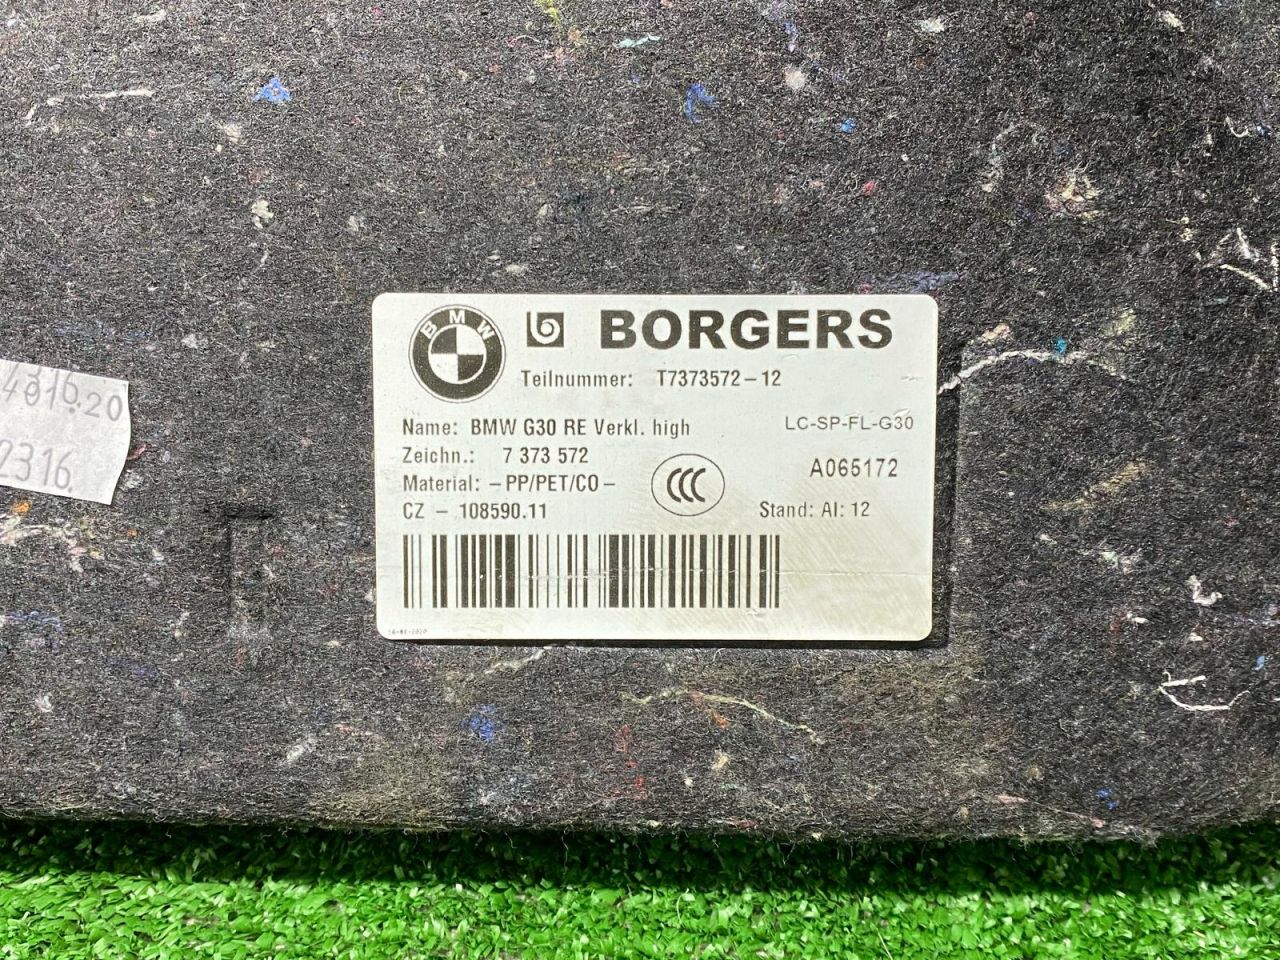 BMW
BORGERS
Teilnummer: T7373572-12
Name: BMW G30 RE Verkl. high
LC-SP-FL-G30
Zeichn.: 7 373 572
A065172
Material: -PP/PET/CO-
CCC
CZ - 108590.11
Stand: AI: 12
2316